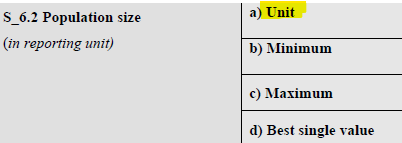 S_6.2 Population size
(in reporting unit)
a) Unit
b) Minimum
c) Maximum
d) Best single value